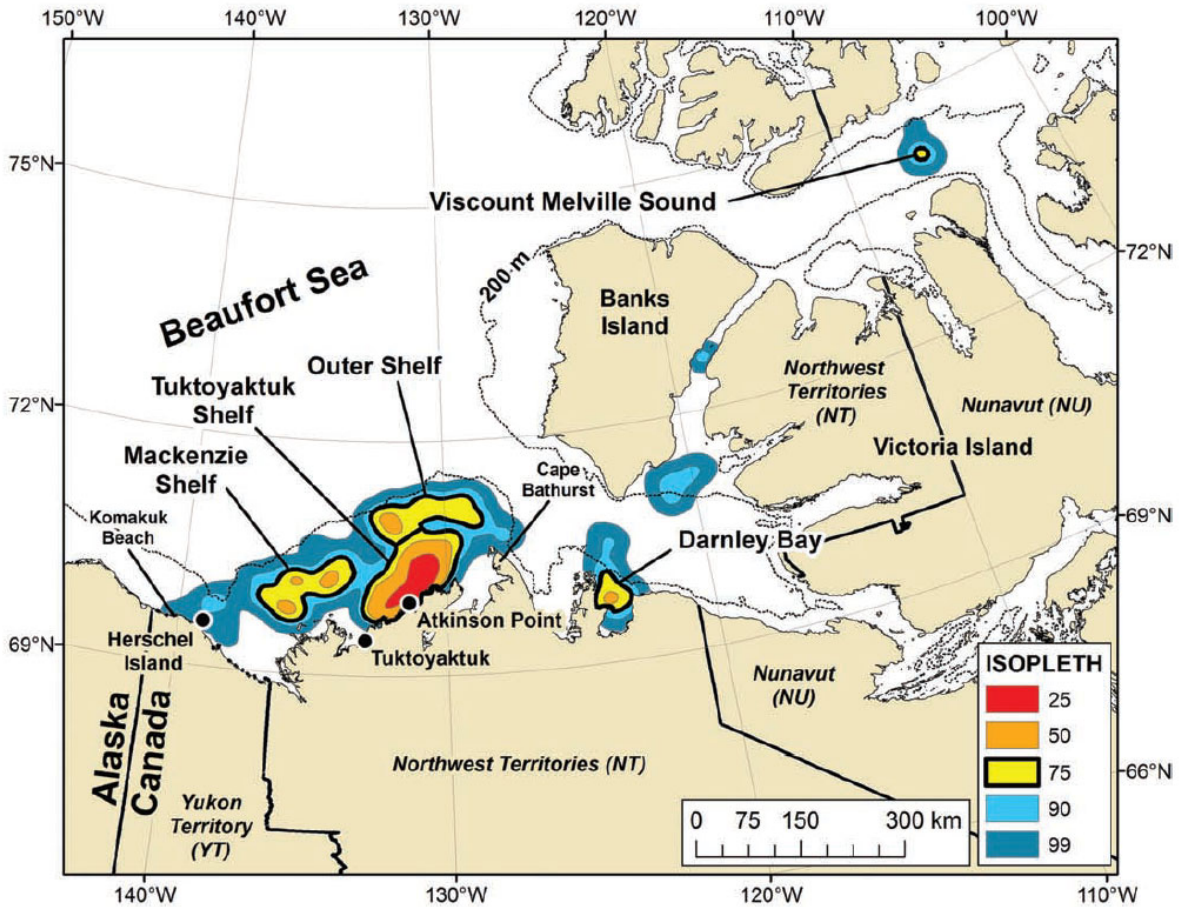 150°W
140°W
130°W
120°W
110°W
100°W
75°N
Viscount Melville Sound
72°N
200-m
Beaufort Sea
Banks
Island
Outer Shelf
Tuktoyaktuk
Shelf
Northwest
Territories
(NT)
Nunavut (NU)
72°N
Victoria Island
Mackenzie
Shelf
Cape
Bathurst
Komakuk
Beach
69°N
Darnley Bay
Atkinson Point
69°N
Herschel
Island
Tuktoyaktuk
ISOPLETH
25
50
75
90
99
Nunavut
(NU)
Alaska
Canada
Northwest Territories (NT)
66°N
Yukon
Territory
(YT)
0 75 150 300 km
140°W
130°W
120°W
110°W